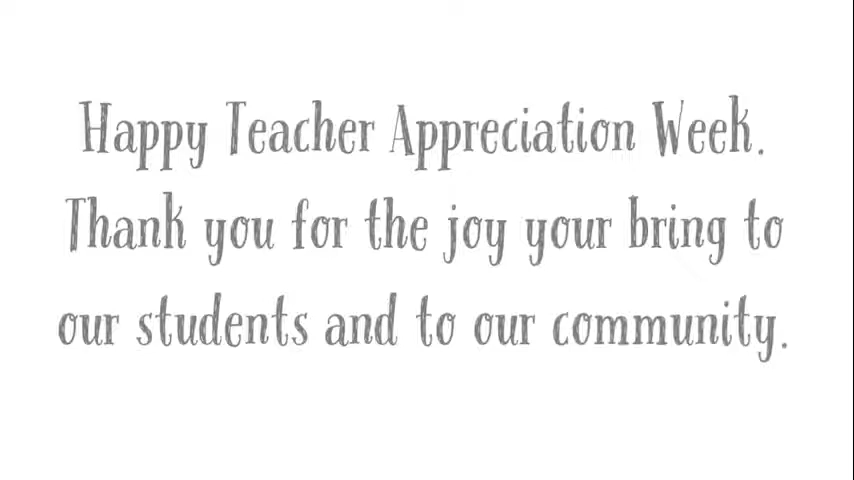 Happy Teacher Appreciation Week.
Thank you for the joy your bring to
our students and to our community.